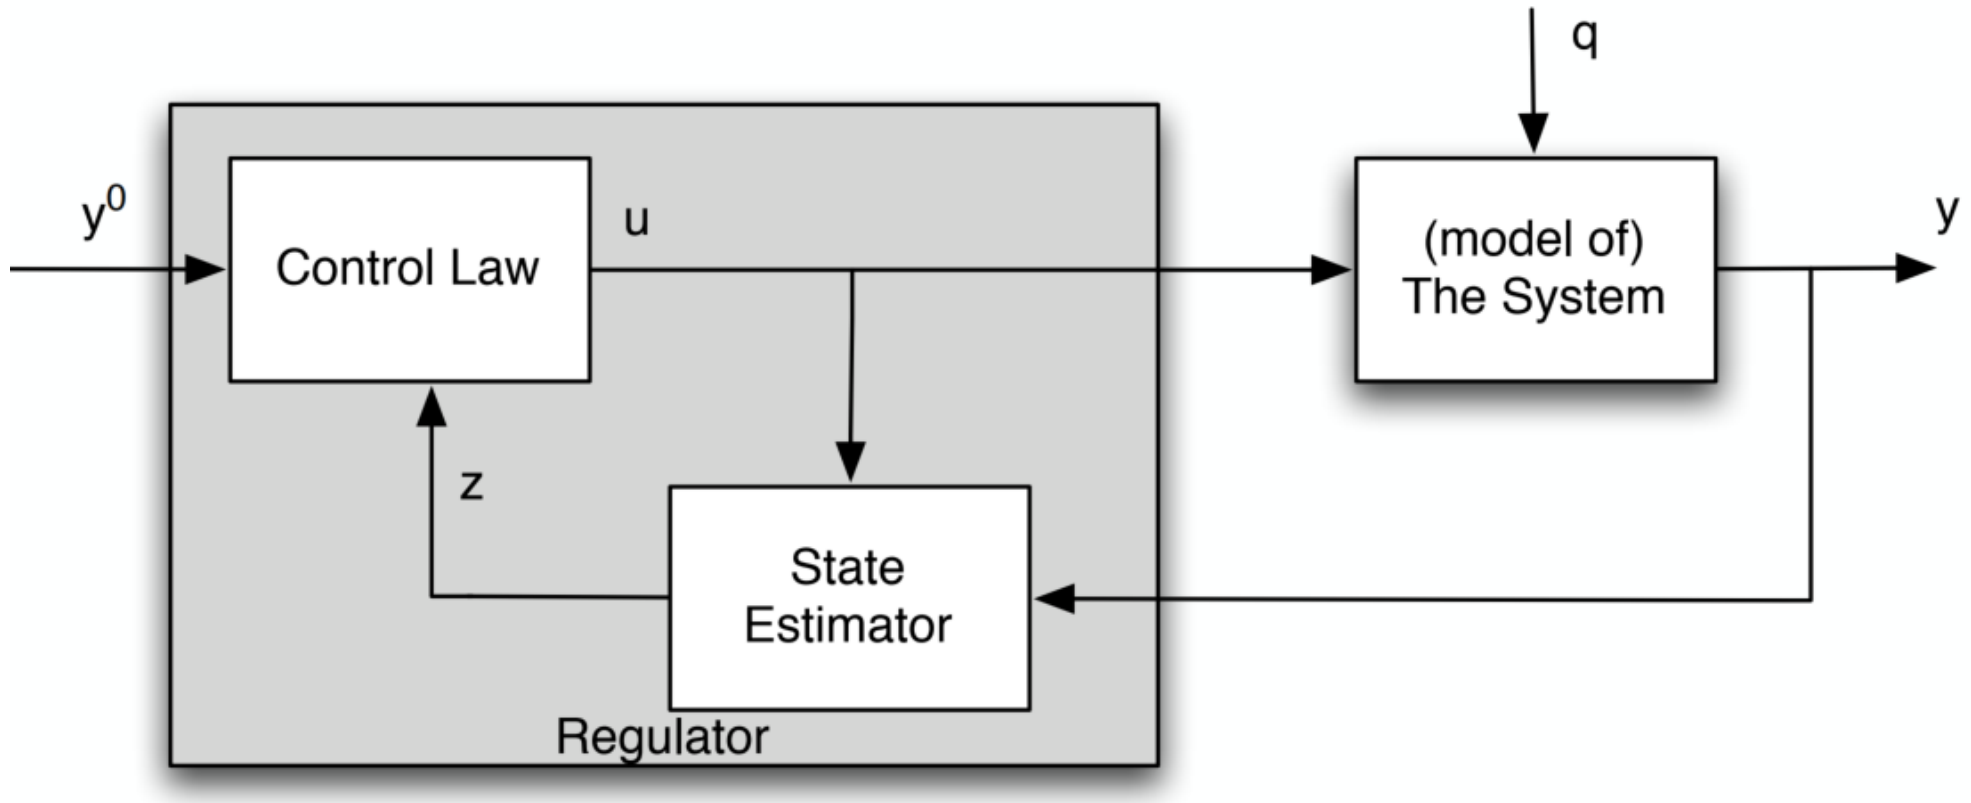 q
y⁰
Control Law
u
(model of)
The System
y
z
State
Estimator
Regulator